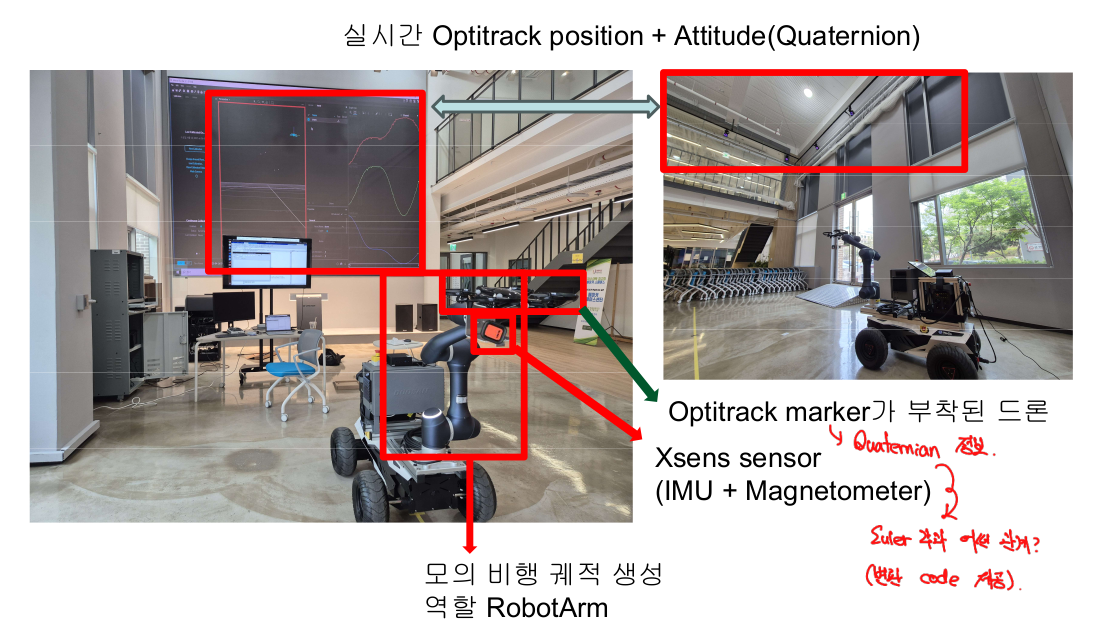 실시간 Optitrack position + Attitude(Quaternion)
Optitrack marker가 부착된 드론
Quaternian 정보.
Xsens sensor
(IMU + Magnetometer)
Euler 각과 어떤 관계?
(변환 code 제공).
모의 비행 궤적 생성
역할 RobotArm